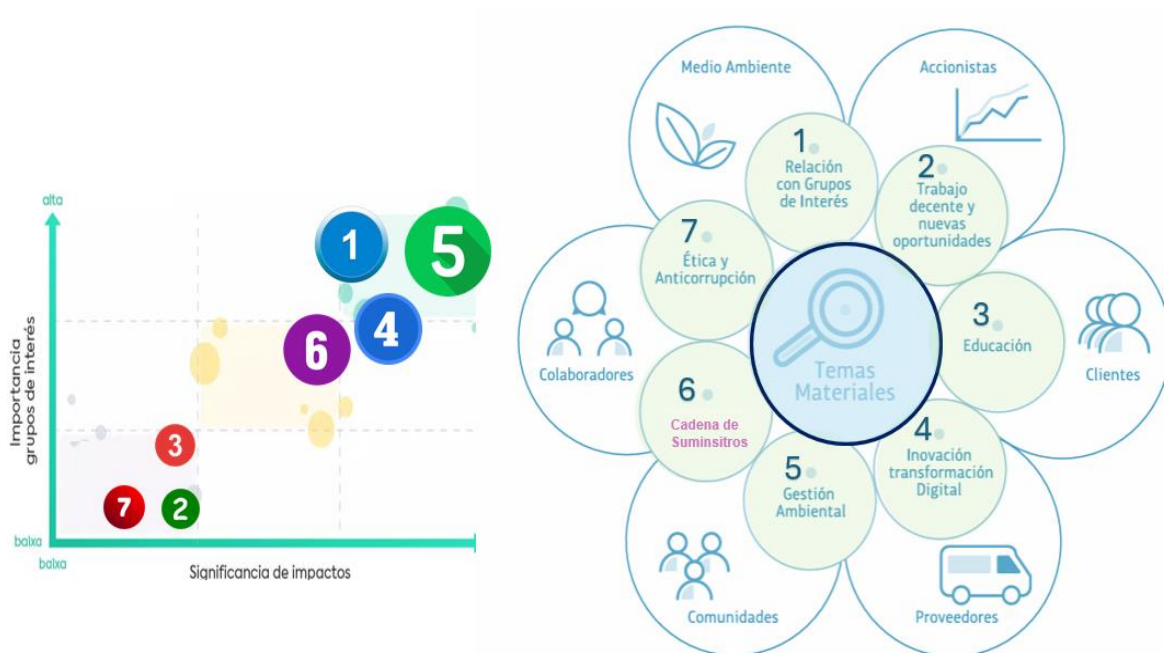 alta
Importancia
grupos de interés
1
5
4
6
3
7
2
baixa
baixa
Significancia de impactos
Medio Ambiente
Accionistas
1.
Relación
con Grupos
de Interés
2.
Trabajo
decente y
nuevas
oportunidades
7.
Ética y
Anticorrupción
3.
Educación
Temas
Materiales
Colaboradores
Clientes
6
Cadena de
Suminsitros
4.
Inovación
transformación
Digital
5
Gestión
Ambiental
Comunidades
Proveedores